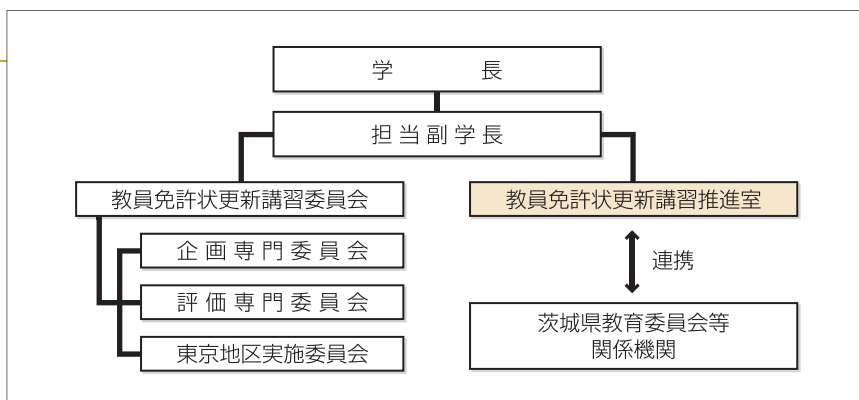 学長
担当副学長
教員免許状更新講習委員会
教員免許状更新講習推進室
企画専門委員会
評価専門委員会
東京地区実施委員会
連携
茨城県教育委員会等
関係機関